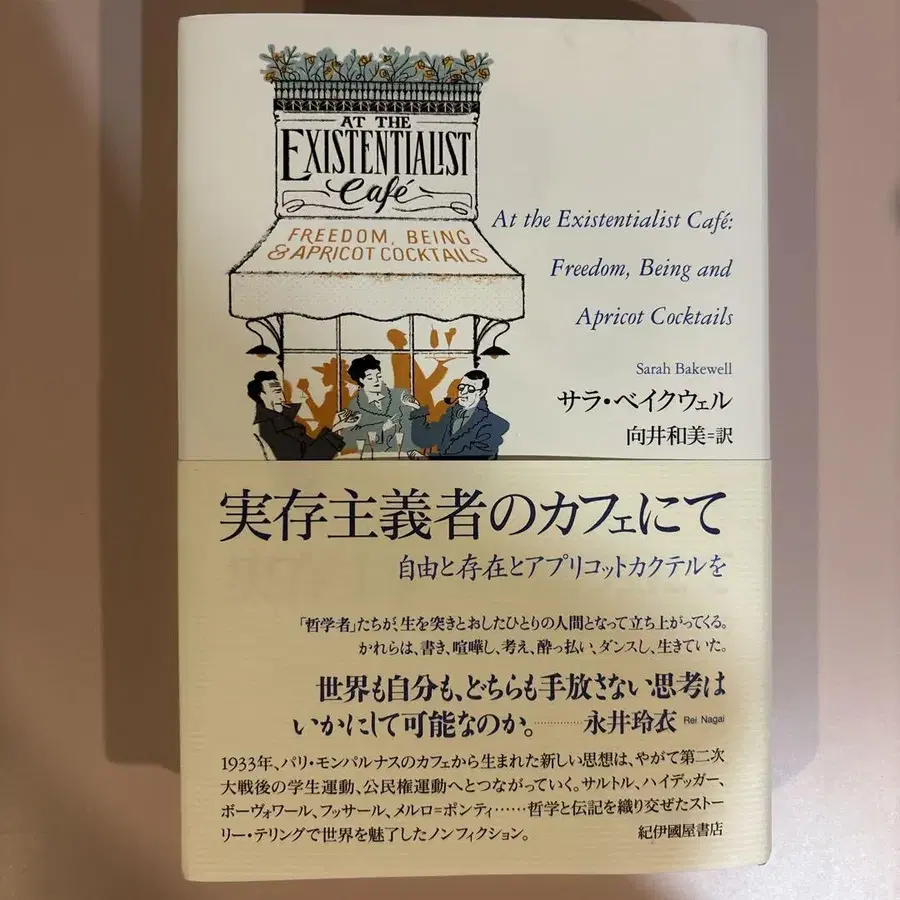 AT THE
EXISTENTIALIST
Café
FREEDOM, BEING
& APRICOT COCKTAILS
At the Existentialist Café:
Freedom, Being and
Apricot Cocktails
Sarah Bakewell
サラ・ベイクウェル
向井和美=訳
実存主義者のカフェにて
自由と存在とアプリコットカクテルを
「哲学者」たちが、生を突きとおしたひとりの人間となって立ち上がってくる。
かれらは、書き、喧嘩し、考え、酔っ払い、ダンスし、生きていた。
世界も自分も、どちらも手放さない思考は
いかにして可能なのか。…………永井玲衣 Rei Nagai
1933年、パリ・モンパルナスのカフェから生まれた新しい思想は、やがて第二次
大戦後の学生運動、公民権運動へとつながっていく。サルトル、ハイデッガー、
ボーヴォワール、フッサール、メルロ=ポンティ……哲学と伝記を織り交ぜたストー
リー・テリングで世界を魅了したノンフィクション。
紀伊國屋書店